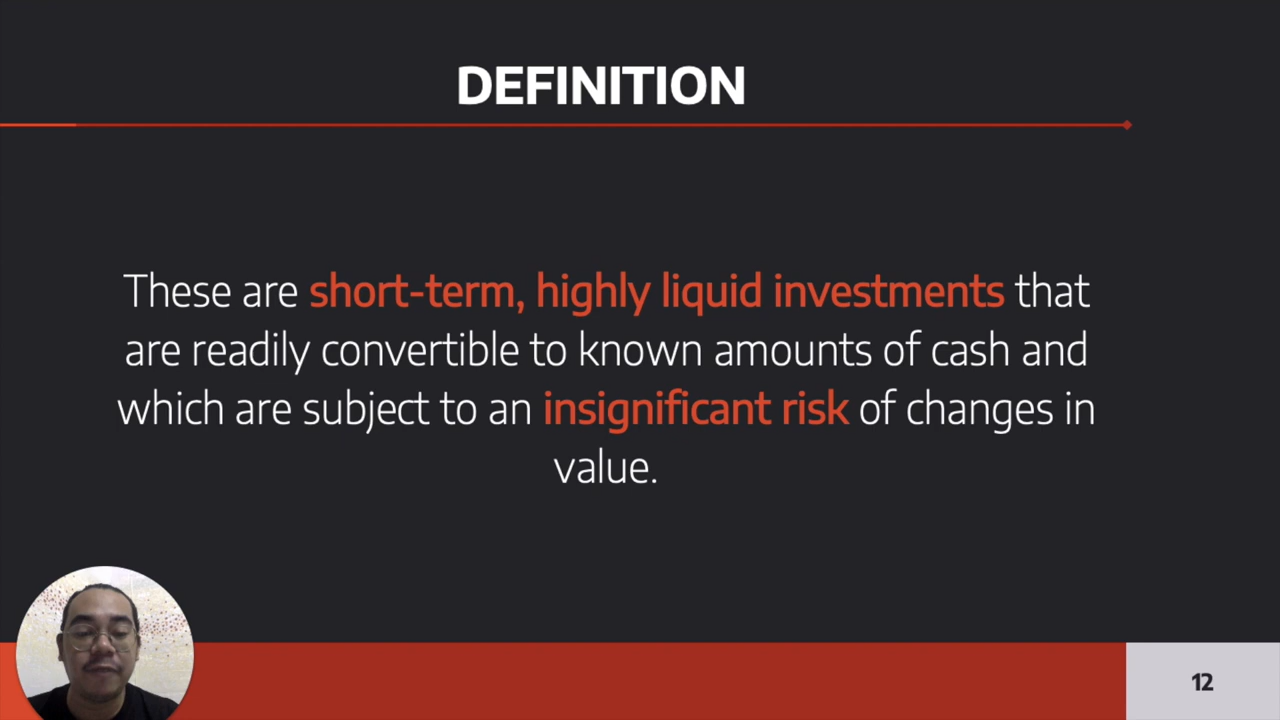 DEFINITION
These are short-term, highly liquid investments that
are readily convertible to known amounts of cash and
which are subject to an insignificant risk of changes in
value.
12